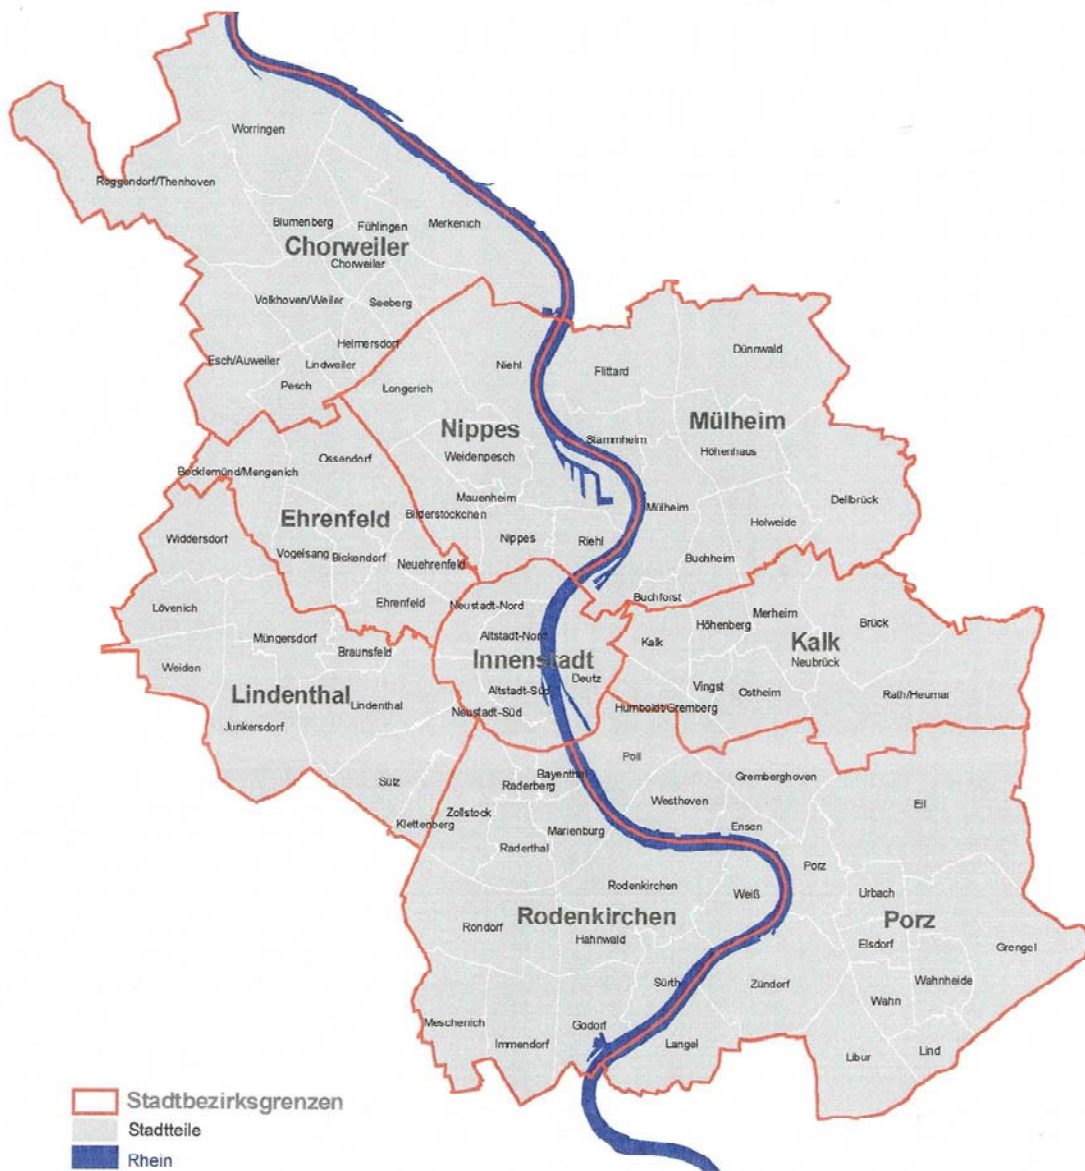 Worringen
Roggendorf/Thenhoven
Blumenberg
Fühlingen
Merkenich
Chorweiler
Chorweiler
Volkhoven/Weiler
Seeberg
Heimersdorf
Esch/Auweiler
Lindweiler
Pesch
Longerich
Niehl
Flittard
Dünnwald
Nippes
Weidenpesch
Stammheim
Mülheim
Höhenhaus
Ossendorf
Bocklemünd/Mengenich
Mauenheim
Bilderstöckchen
Mülheim
Dellbrück
Holweide
Ehrenfeld
Widdersdorf
Vogelsang
Bickendorf
Neuehrenfeld
Nippes
Riehl
Buchheim
Ehrenfeld
Neustadt-Nord
Buchforst
Lövenich
Müngersdorf
Braunsfeld
Altstadt-Nord
Innenstadt
Deutz
Kalk
Höhenberg
Merheim
Brück
Kalk
Neubrück
Weiden
Lindenthal
Lindenthal
Junkersdorf
Altstadt-Süd
Neustadt-Süd
Vingst
Ostheim
Rath/Heumar
Humboldt/Gremberg
Sülz
Klettenberg
Zollstock
Raderberg
Bayenthal
Poll
Gremberghoven
Westhoven
Eil
Ensen
Marienburg
Raderthal
Porz
Rodenkirchen
Weiß
Urbach
Rodenkirchen
Porz
Rondorf
Hahnwald
Elsdorf
Grengel
Sürth
Zündorf
Wahnheide
Wahn
Meschenich
Immendorf
Godorf
Langel
Libur
Lind
Stadtbezirksgrenzen
Stadtteile
Rhein